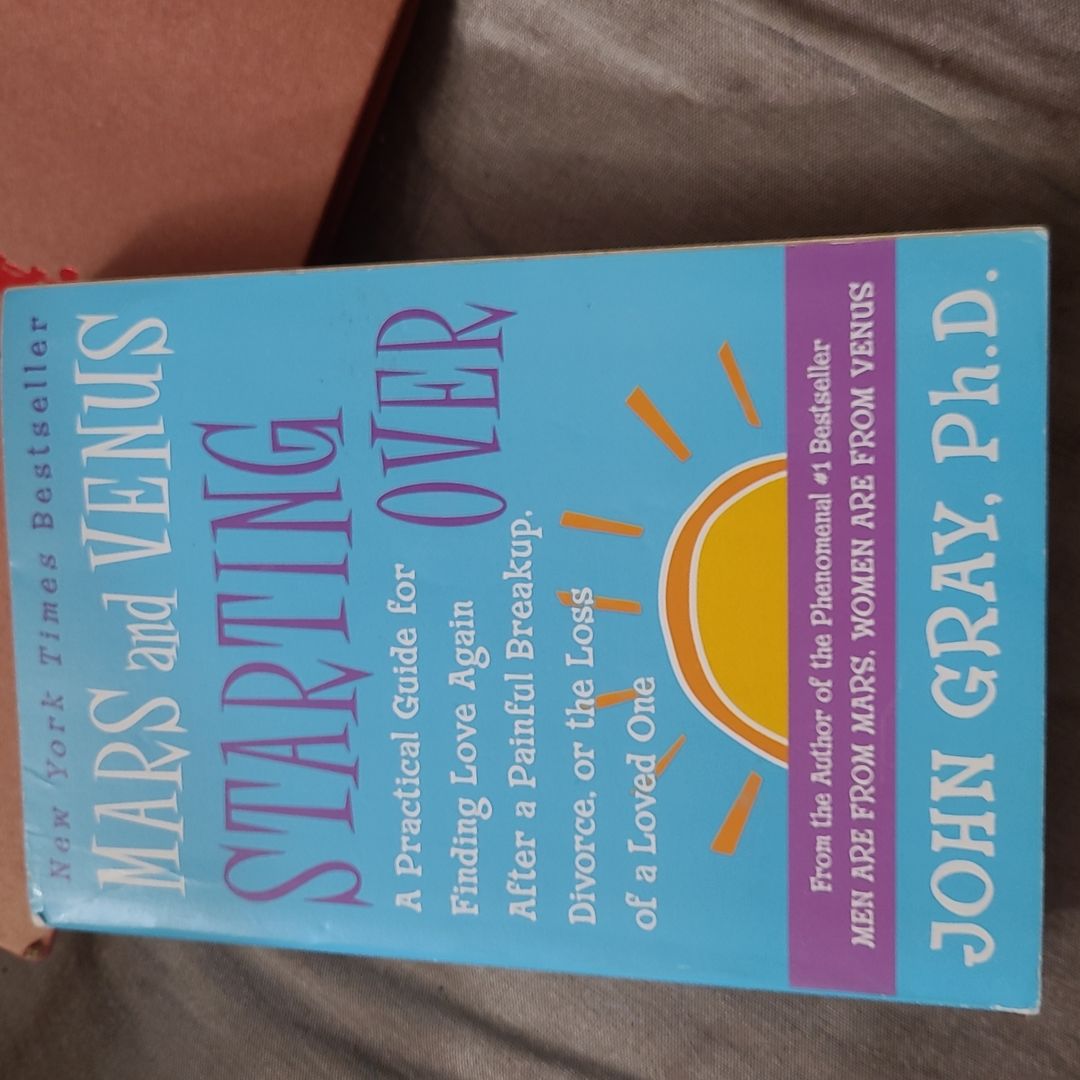 New York Times Bestseller
MARS and VENUS
STARTING
OVER
A Practical Guide for
Finding Love Again
After a Painful Breakup,
Divorce, or the Loss
of a Loved One
From the Author of the Phenomenal #1 Bestseller
MEN ARE FROM MARS, WOMEN ARE FROM VENUS
JOHN GRAY, Ph.D.